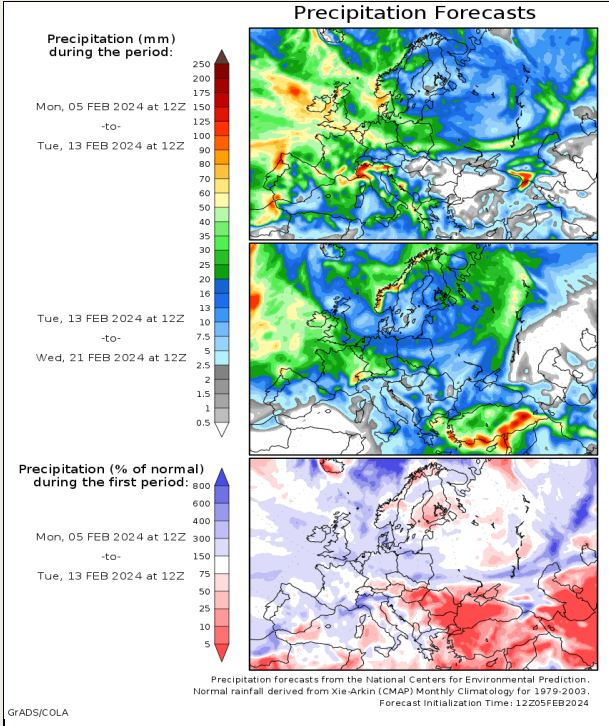 Precipitation Forecasts
Precipitation (mm)
during the period:
Mon, 05 FEB 2024 at 12Z
-to-
Tue, 13 FEB 2024 at 12Z
250
200
175
150
125
100
90
80
70
60
50
40
35
30
25
20
16
13
10
7.5
5
2.5
2
1.5
1
0.5
Tue, 13 FEB 2024 at 12Z
-to-
Wed, 21 FEB 2024 at 12Z
Precipitation (% of normal)
during the first period:
Mon, 05 FEB 2024 at 12Z
-to-
Tue, 13 FEB 2024 at 12Z
800
600
400
300
150
75
50
25
10
5
Precipitation forecasts from the National Centers for Environmental Prediction.
Normal rainfall derived from Xie-Arkin (CMAP) Monthly Climatology for 1979-2003.
Forecast Initialization Time: 12Z05FEB2024
GrADS/COLA